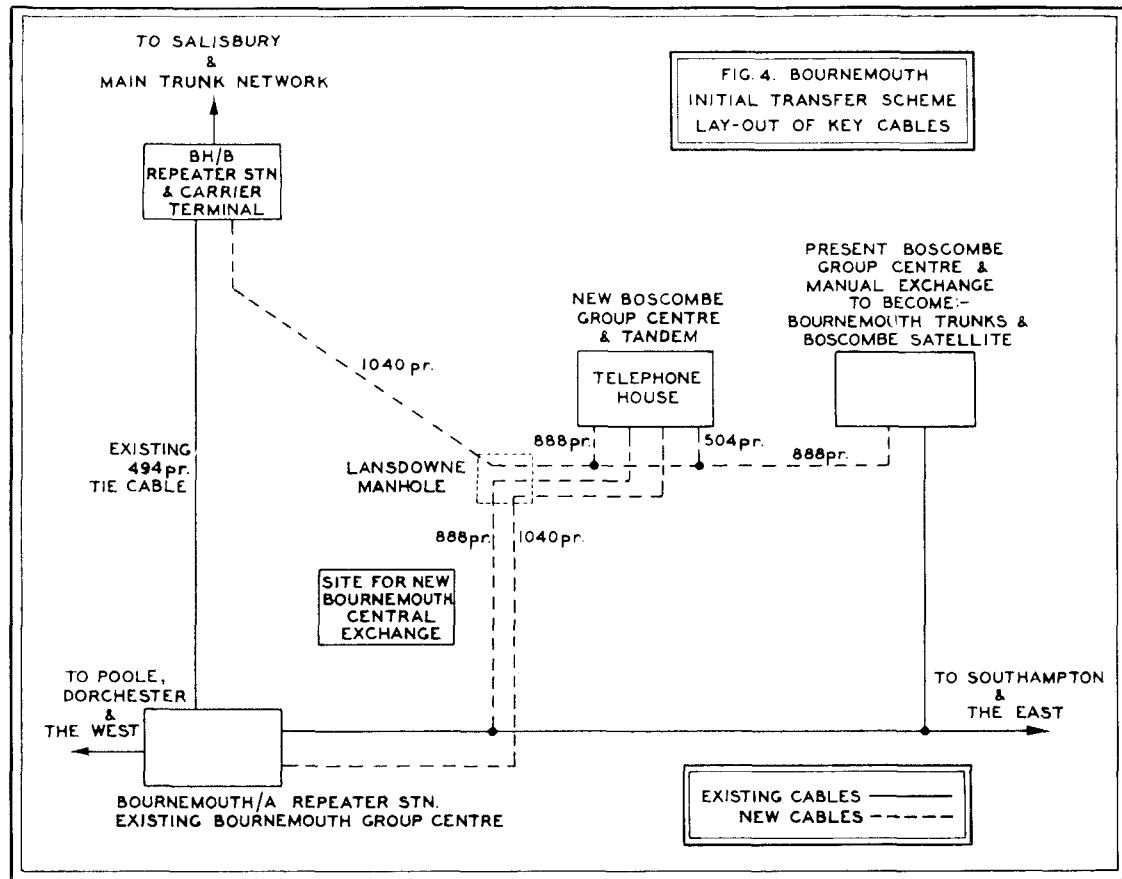 TO SALISBURY
&
MAIN TRUNK NETWORK
FIG. 4. BOURNEMOUTH
INITIAL TRANSFER SCHEME
LAY-OUT OF KEY CABLES
BH/B
REPEATER STN
& CARRIER
TERMINAL
PRESENT BOSCOMBE
GROUP CENTRE &
MANUAL EXCHANGE
TO BECOME:-
BOURNEMOUTH TRUNKS &
BOSCOMBE SATELLITE
NEW BOSCOMBE
GROUP CENTRE
& TANDEM
1040 pr.
TELEPHONE
HOUSE
EXISTING
494 pr.
TIE CABLE
888 pr.
504 pr.
888 pr.
LANSDOWNE
MANHOLE
888 pr.
1040 pr.
SITE FOR NEW
BOURNEMOUTH
CENTRAL
EXCHANGE
TO POOLE,
DORCHESTER
&
THE WEST
TO SOUTHAMPTON
&
THE EAST
BOURNEMOUTH/A REPEATER STN.
EXISTING BOURNEMOUTH GROUP CENTRE
EXISTING CABLES
NEW CABLES